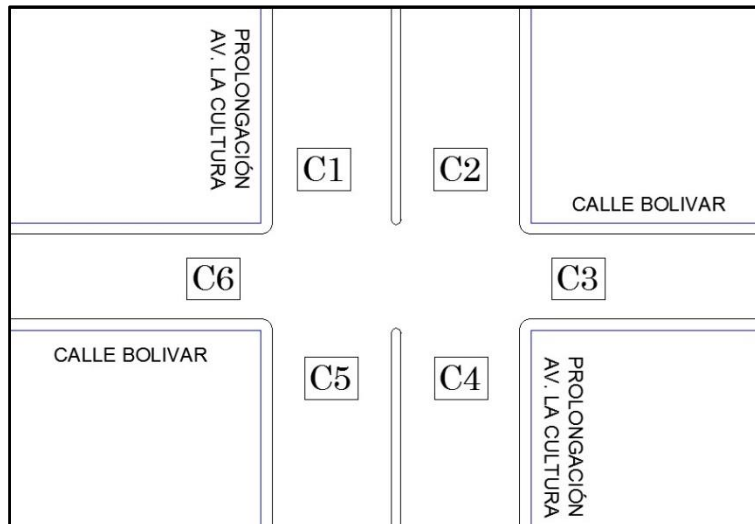 PROLONGACIÓN
AV. LA CULTURA
C1
C2
CALLE BOLIVAR
C6
C3
CALLE BOLIVAR
C5
C4
PROLONGACIÓN
AV. LA CULTURA